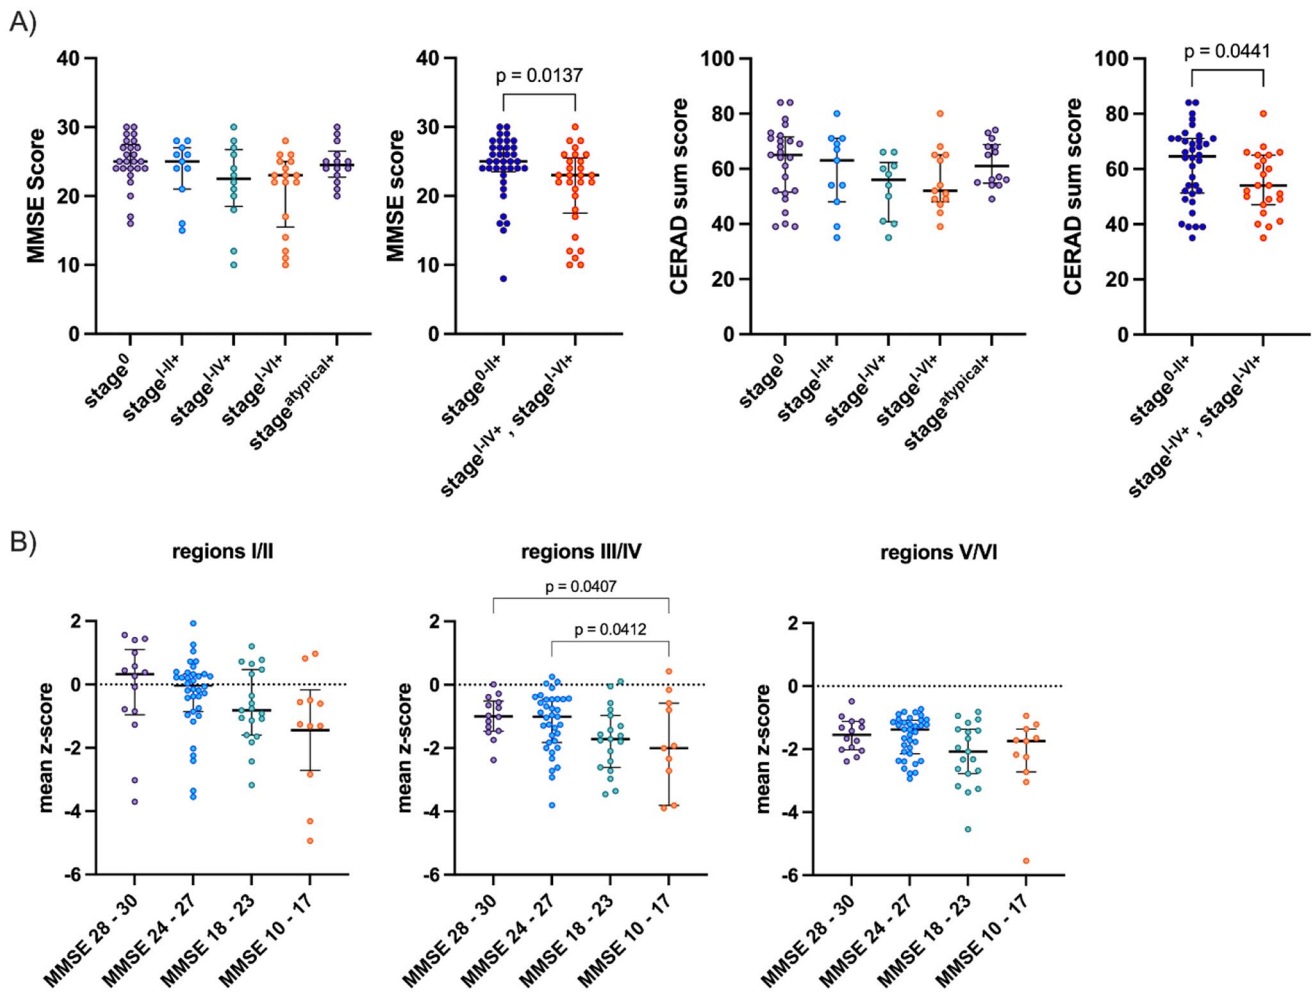 A)
MMSE Score
40
30
20
10
0
stage0
stageI-II+
stageI-IV+
stageI-VI+
stageatypical+
MMSE score
40
30
20
10
0
p = 0.0137
stage0-II+
stageI-IV+ , stageI-VI+
CERAD sum score
100
80
60
40
20
0
stage0
stageI-II+
stageI-IV+
stageI-VI+
stageatypical+
CERAD sum score
100
80
60
40
20
0
p = 0.0441
stage0-II+
stageI-IV+ , stageI-VI+
B)
regions I/II
mean z-score
2
0
-2
-4
-6
MMSE 28 - 30
MMSE 24 - 27
MMSE 18 - 23
MMSE 10 - 17
regions III/IV
p = 0.0407
p = 0.0412
mean z-score
2
0
-2
-4
-6
MMSE 28 - 30
MMSE 24 - 27
MMSE 18 - 23
MMSE 10 - 17
regions V/VI
mean z-score
2
0
-2
-4
-6
MMSE 28 - 30
MMSE 24 - 27
MMSE 18 - 23
MMSE 10 - 17